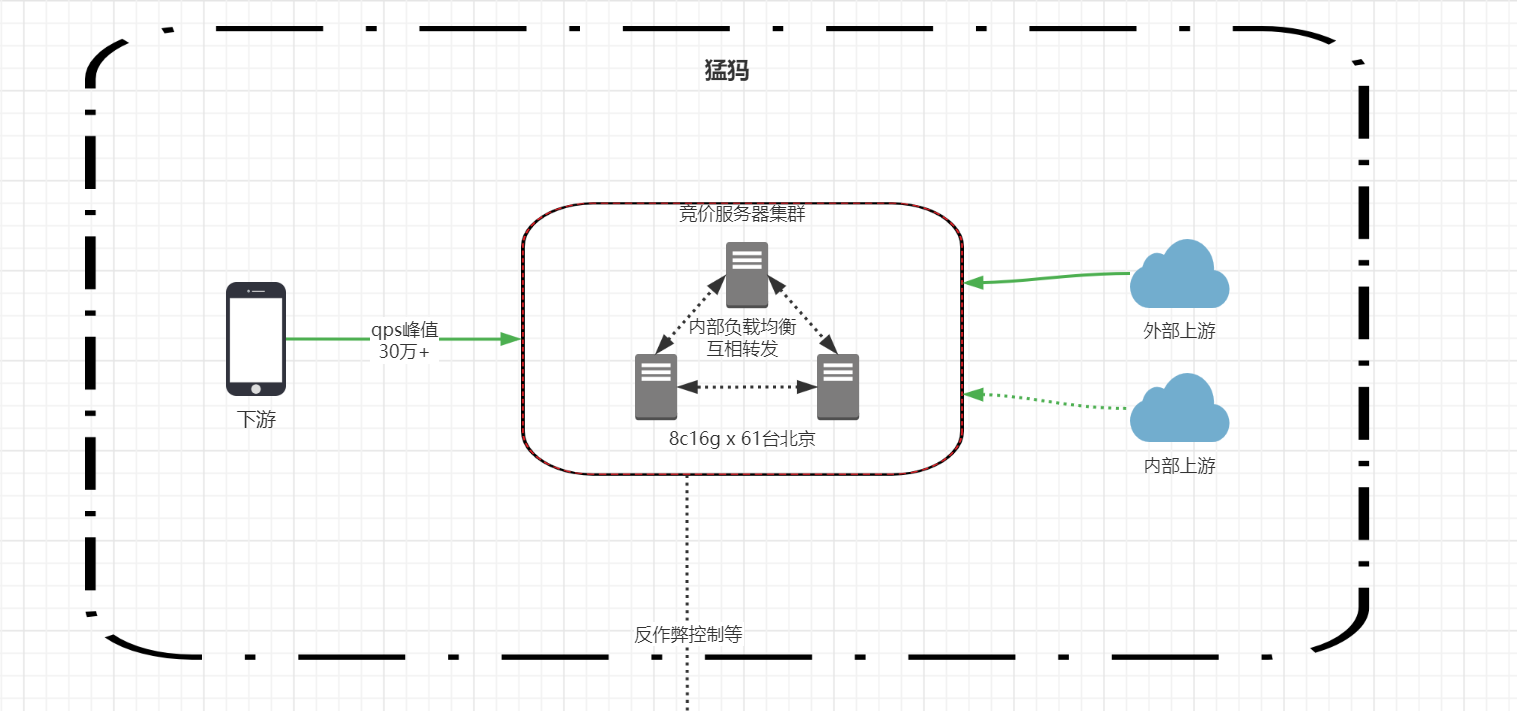 猛犸
竞价服务器集群
qps峰值
30万+
内部负载均衡
互相转发
外部上游
下游
8c16g x 61台北京
内部上游
反作弊控制等